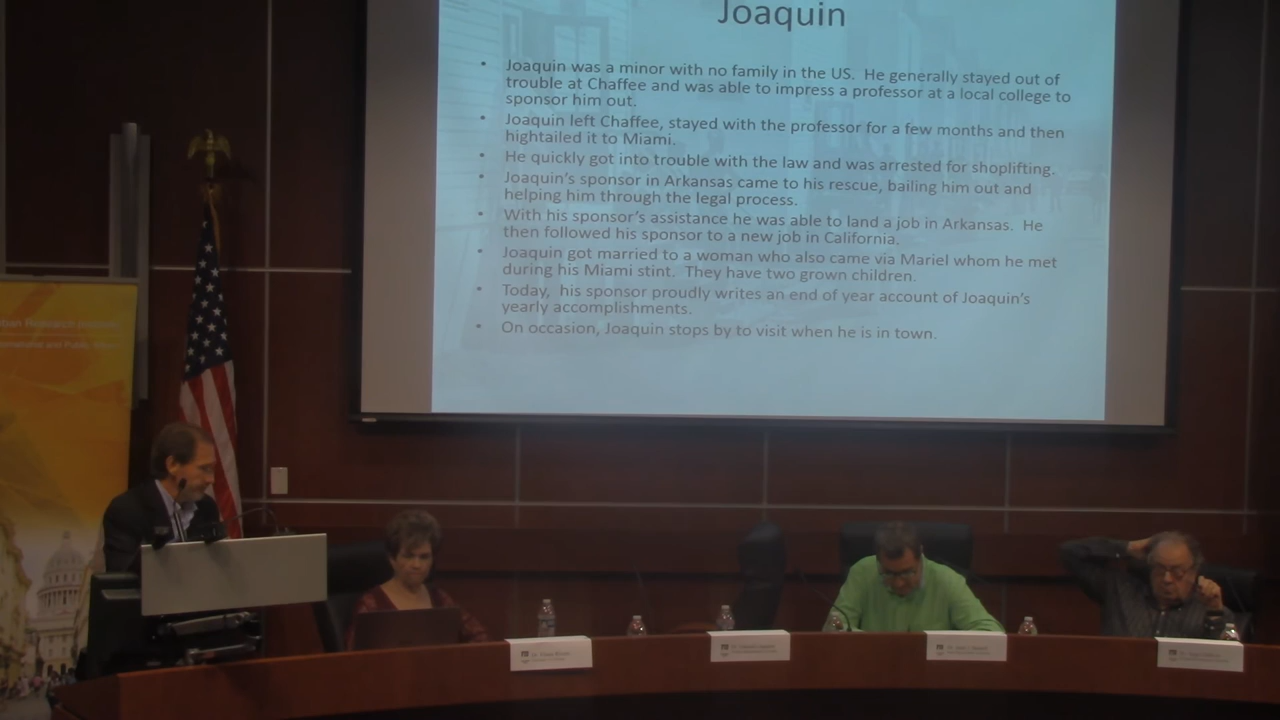 Joaquin
• Joaquin was a minor with no family in the US. He generally stayed out of
trouble at Chaffee and was able to impress a professor at a local college to
sponsor him out.
• Joaquin left Chaffee, stayed with the professor for a few months and then
hightailed it to Miami.
• He quickly got into trouble with the law and was arrested for shoplifting.
• Joaquin's sponsor in Arkansas came to his rescue, bailing him out and
helping him through the legal process.
• With his sponsor's assistance he was able to land a job in Arkansas. He
then followed his sponsor to a new job in California.
• Joaquin got married to a woman who also came via Mariel whom he met
during his Miami stint. They have two grown children.
• Today, his sponsor proudly writes an end of year account of Joaquin's
yearly accomplishments.
• On occasion, Joaquin stops by to visit when he is in town.
Research
and Public